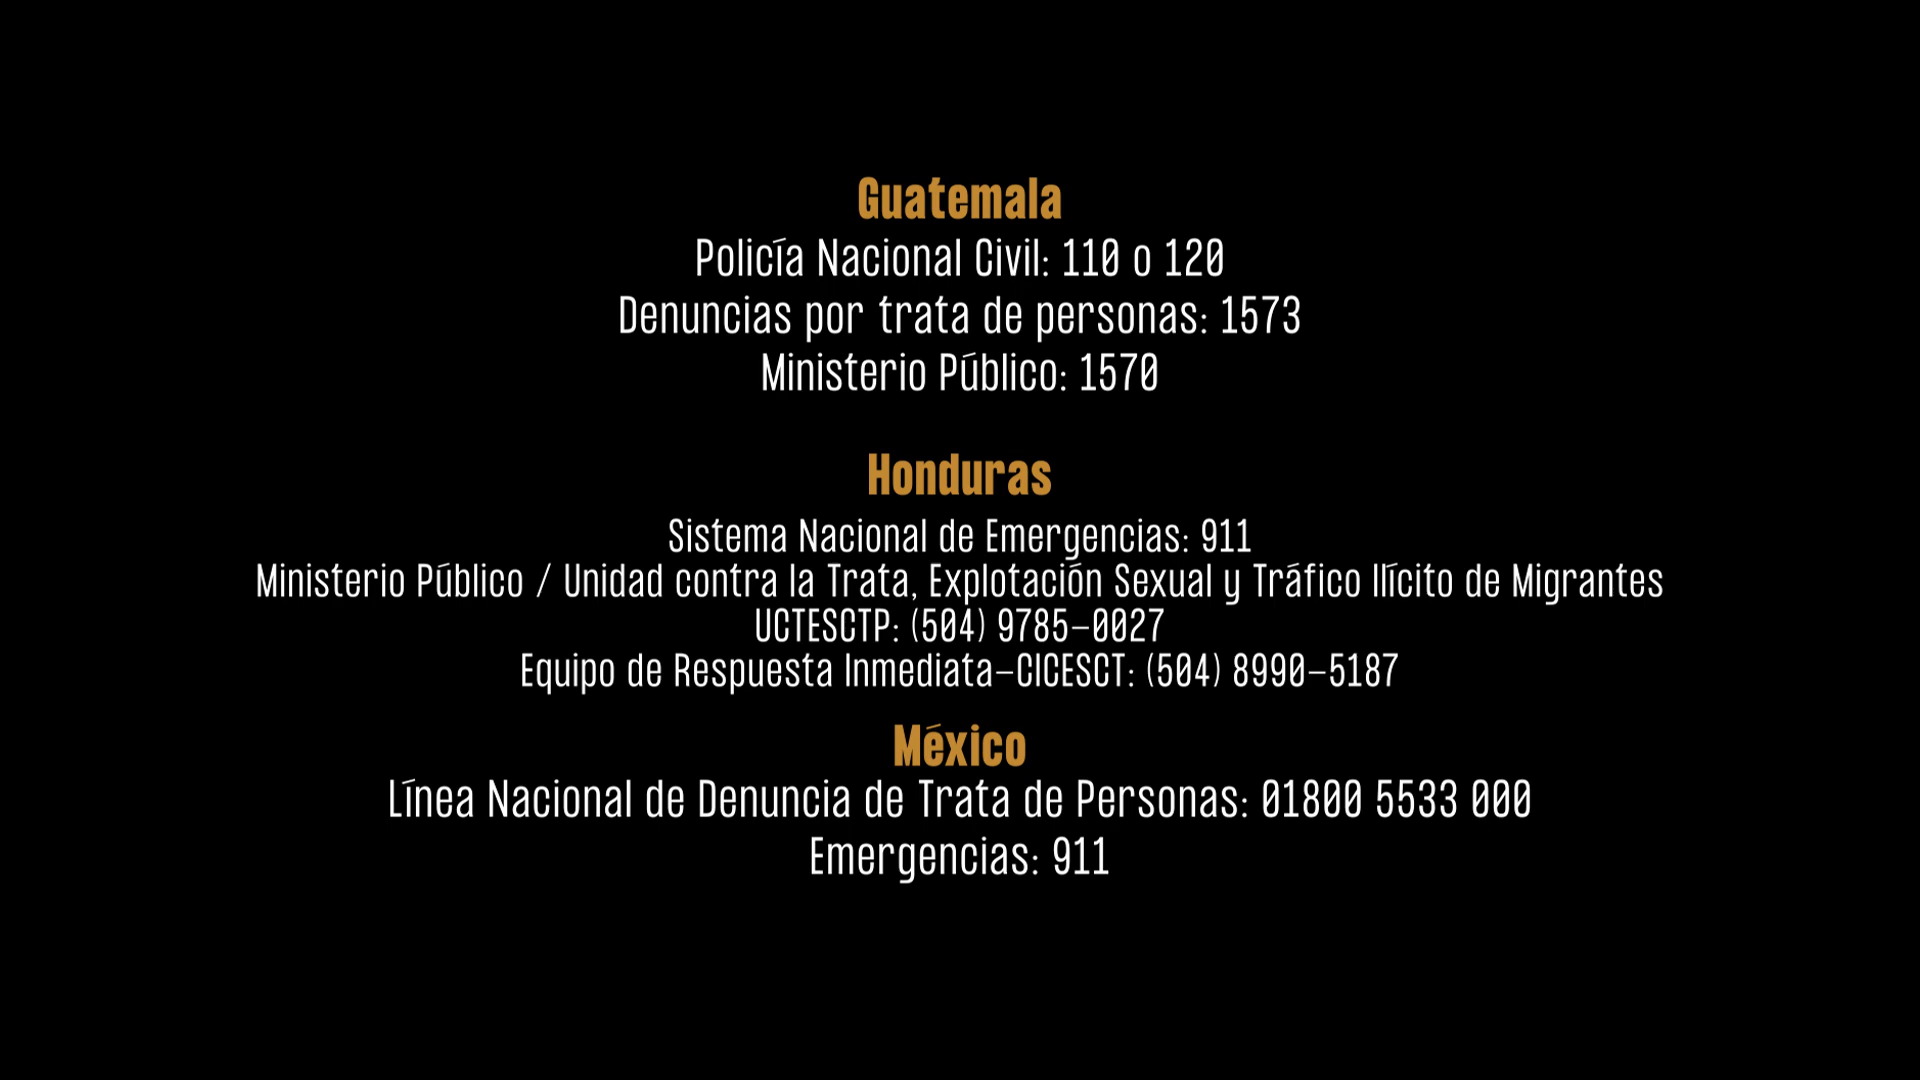 Guatemala
Policía Nacional Civil: 110 o 120
Denuncias por trata de personas: 1573
Ministerio Público: 1570
Honduras
Sistema Nacional de Emergencias: 911
Ministerio Público / Unidad contra la Trata, Explotación Sexual y Tráfico Ilícito de Migrantes
UCTESCTP: (504) 9785–0027
Equipo de Respuesta Inmediata–CICESCT: (504) 8990–5187
México
Línea Nacional de Denuncia de Trata de Personas: 01800 5533 000
Emergencias: 911